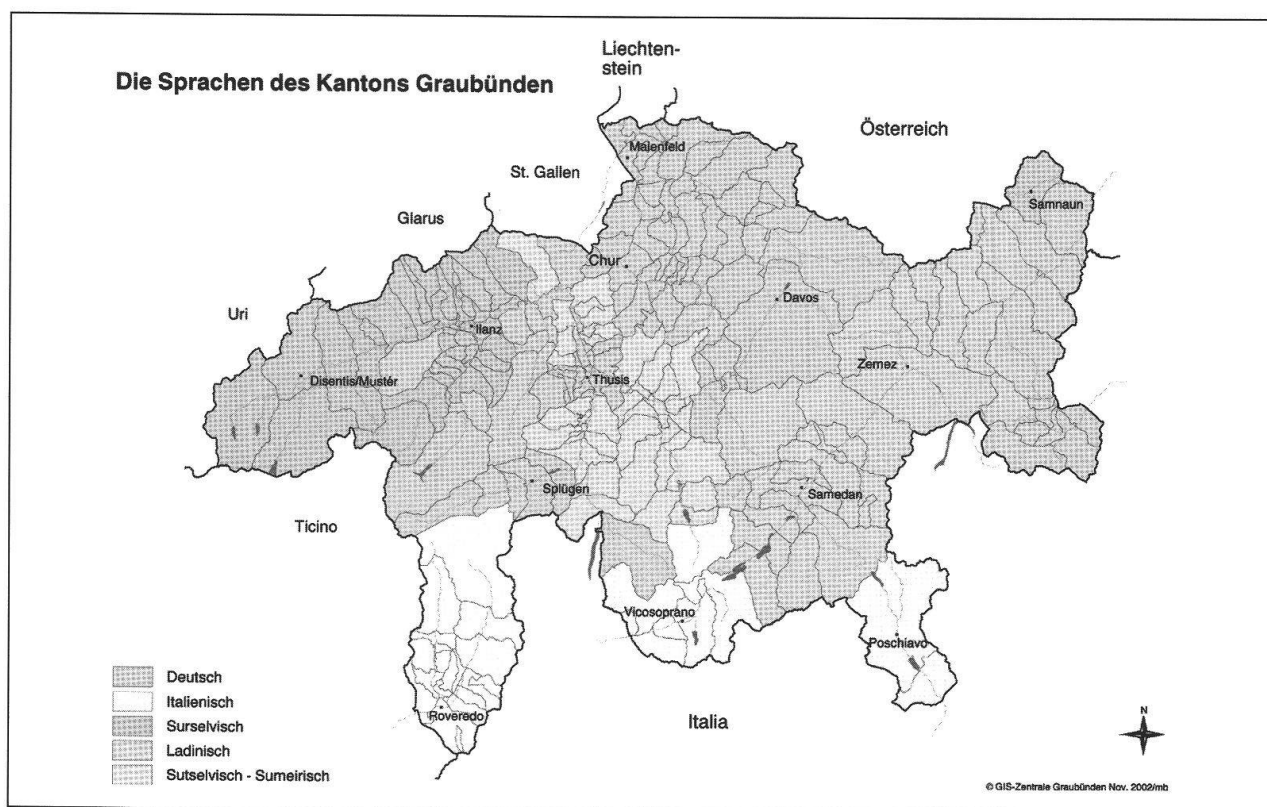 Die Sprachen des Kantons Graubünden
Liechten-
stein
Österreich
Maienfeld
St. Gallen
Samnaun
Glarus
Chur
Davos
Uri
Ilanz
Zernez
Disentis/Mustér
Thusis
Splügen
Samedan
Ticino
Vicosoprano
Poschiavo
Roveredo
Italia
Deutsch
Italienisch
Surselvisch
Ladinisch
Sutselvisch - Surmeirisch
N
© GIS-Zentrale Graubünden Nov. 2002/mb